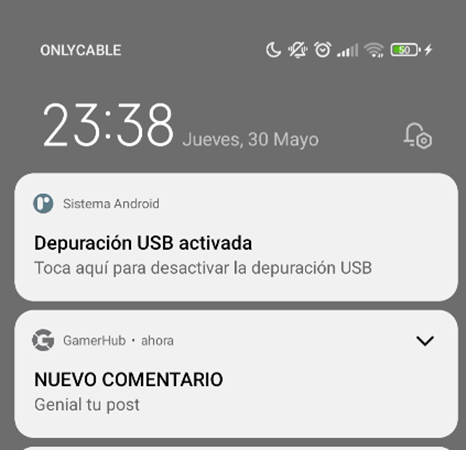 ONLYCABLE
50
23:38
Jueves, 30 Mayo
Sistema Android
Depuración USB activada
Toca aquí para desactivar la depuración USB
GamerHub • ahora
NUEVO COMENTARIO
Genial tu post